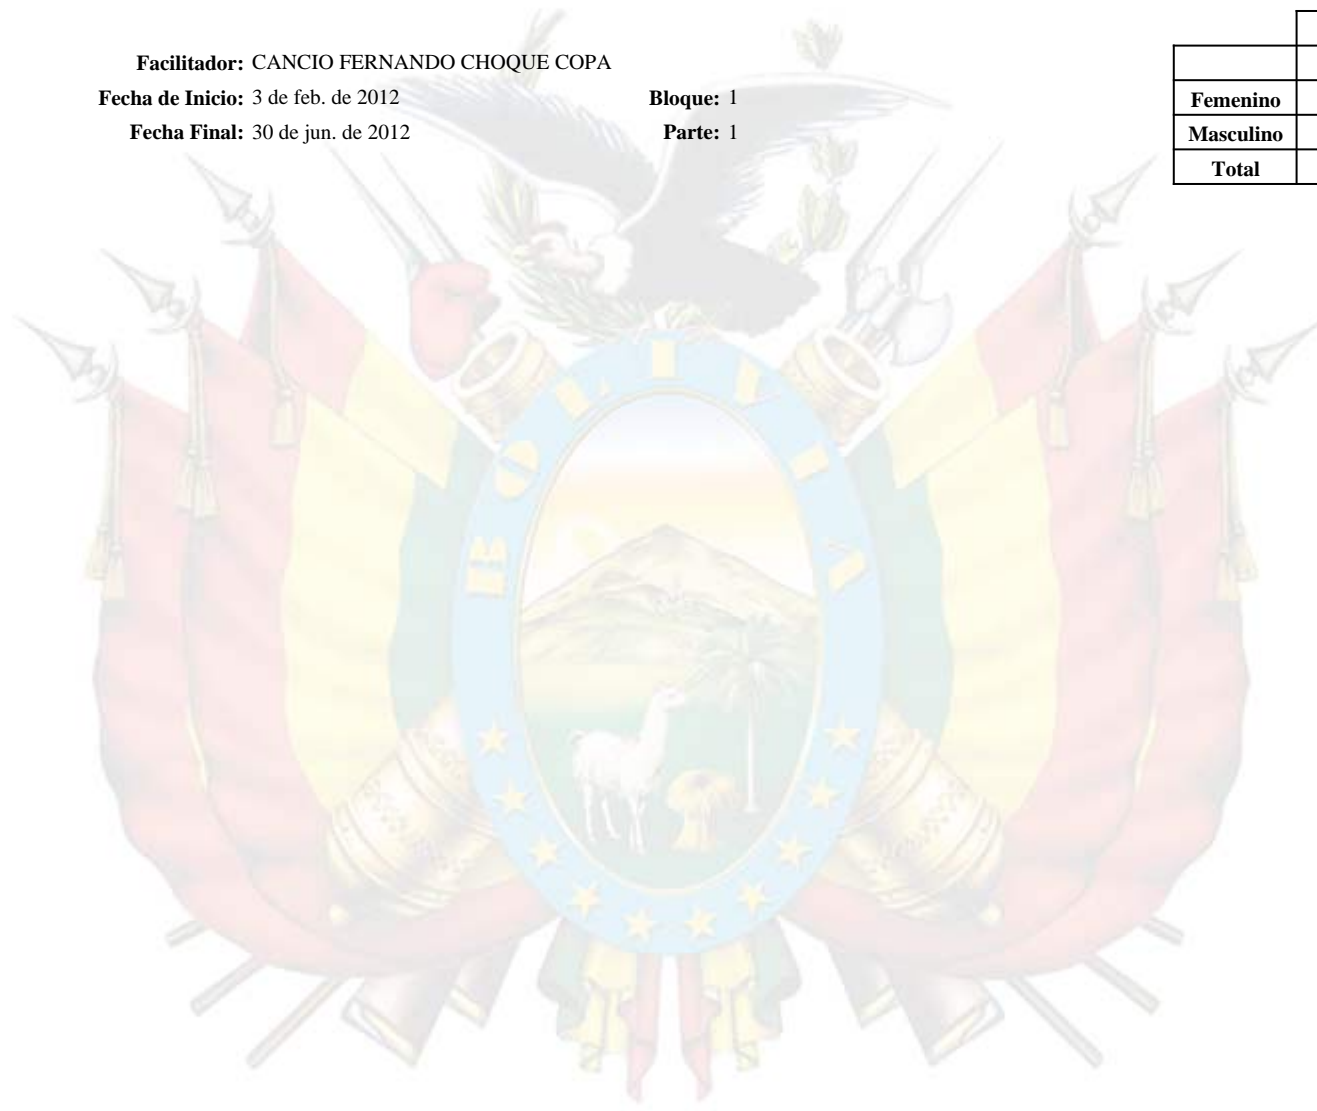 Facilitador: CANCIO FERNANDO CHOQUE COPA
Fecha de Inicio: 3 de feb. de 2012 Bloque: 1
Fecha Final: 30 de jun. de 2012 Parte: 1
Femenino
Masculino
Total
BOLIVIA